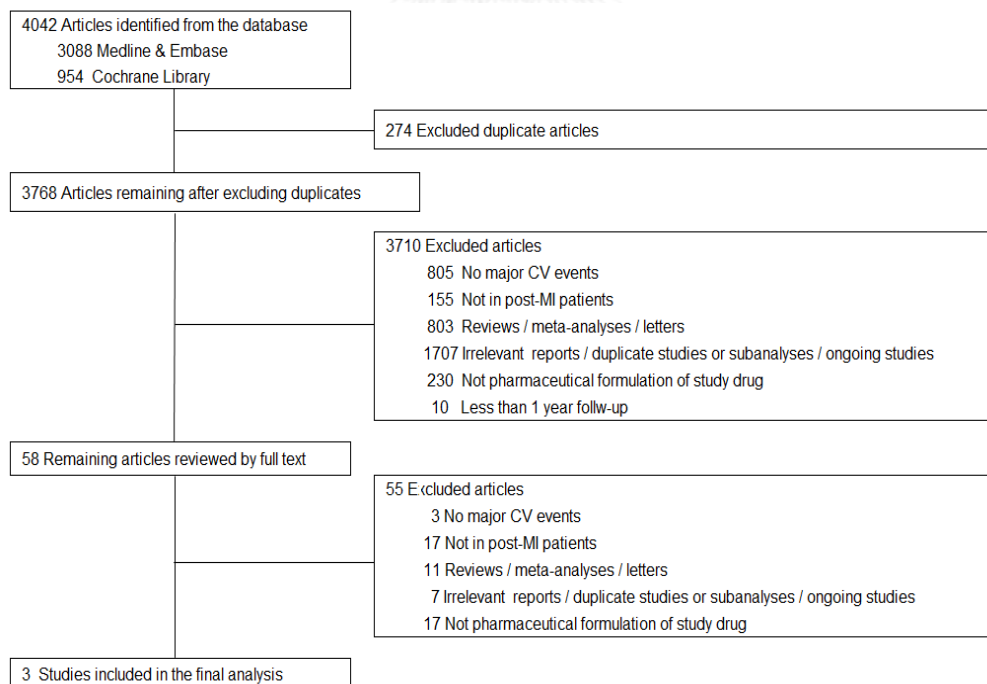 4042 Articles identified from the database
3088 Medline & Embase
954 Cochrane Library
274 Excluded duplicate articles
3768 Articles remaining after excluding duplicates
3710 Excluded articles
805 No major CV events
155 Not in post-MI patients
803 Reviews / meta-analyses / letters
1707 Irrelevant reports / duplicate studies or subanalyses / ongoing studies
230 Not pharmaceutical formulation of study drug
10 Less than 1 year follw-up
58 Remaining articles reviewed by full text
55 Excluded articles
3 No major CV events
17 Not in post-MI patients
11 Reviews / meta-analyses / letters
7 Irrelevant reports / duplicate studies or subanalyses / ongoing studies
17 Not pharmaceutical formulation of study drug
3 Studies included in the final analysis